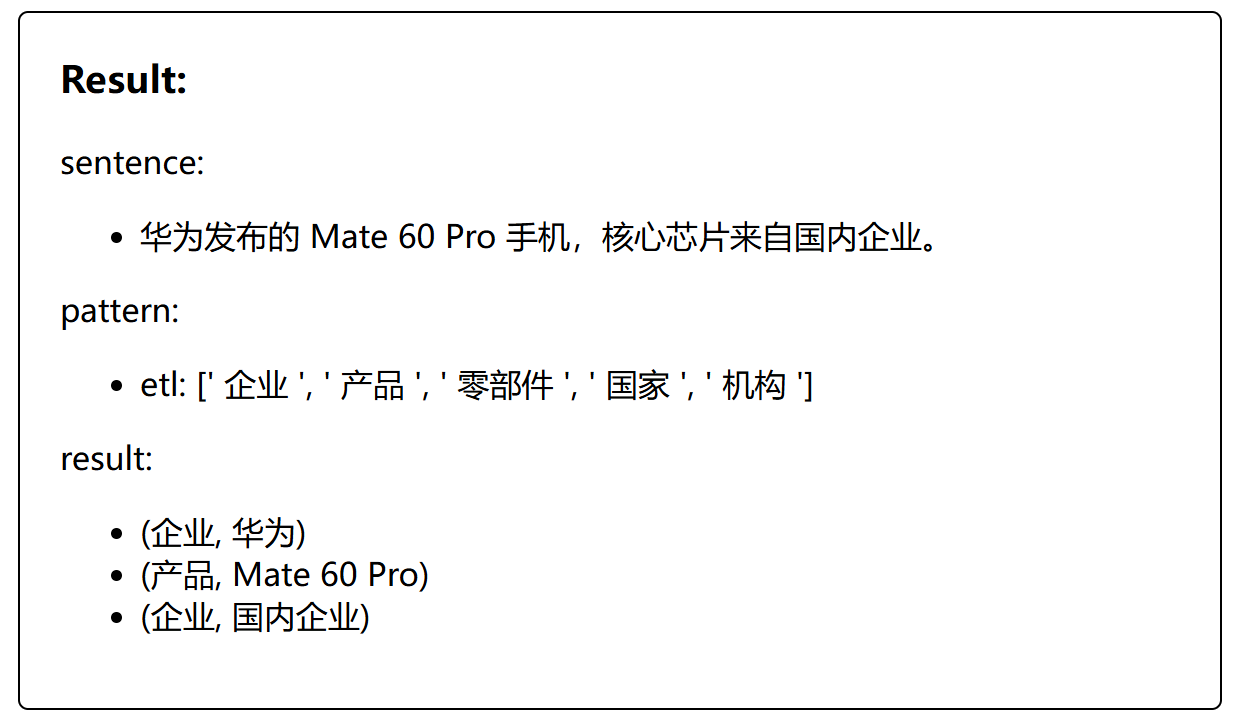 Result:
sentence:
• 华为发布的 Mate 60 Pro 手机，核心芯片来自国内企业。
pattern:
• etl: [' 企业 ', ' 产品 ', ' 零部件 ', ' 国家 ', ' 机构 ']
result:
• (企业, 华为)
• (产品, Mate 60 Pro)
• (企业, 国内企业)